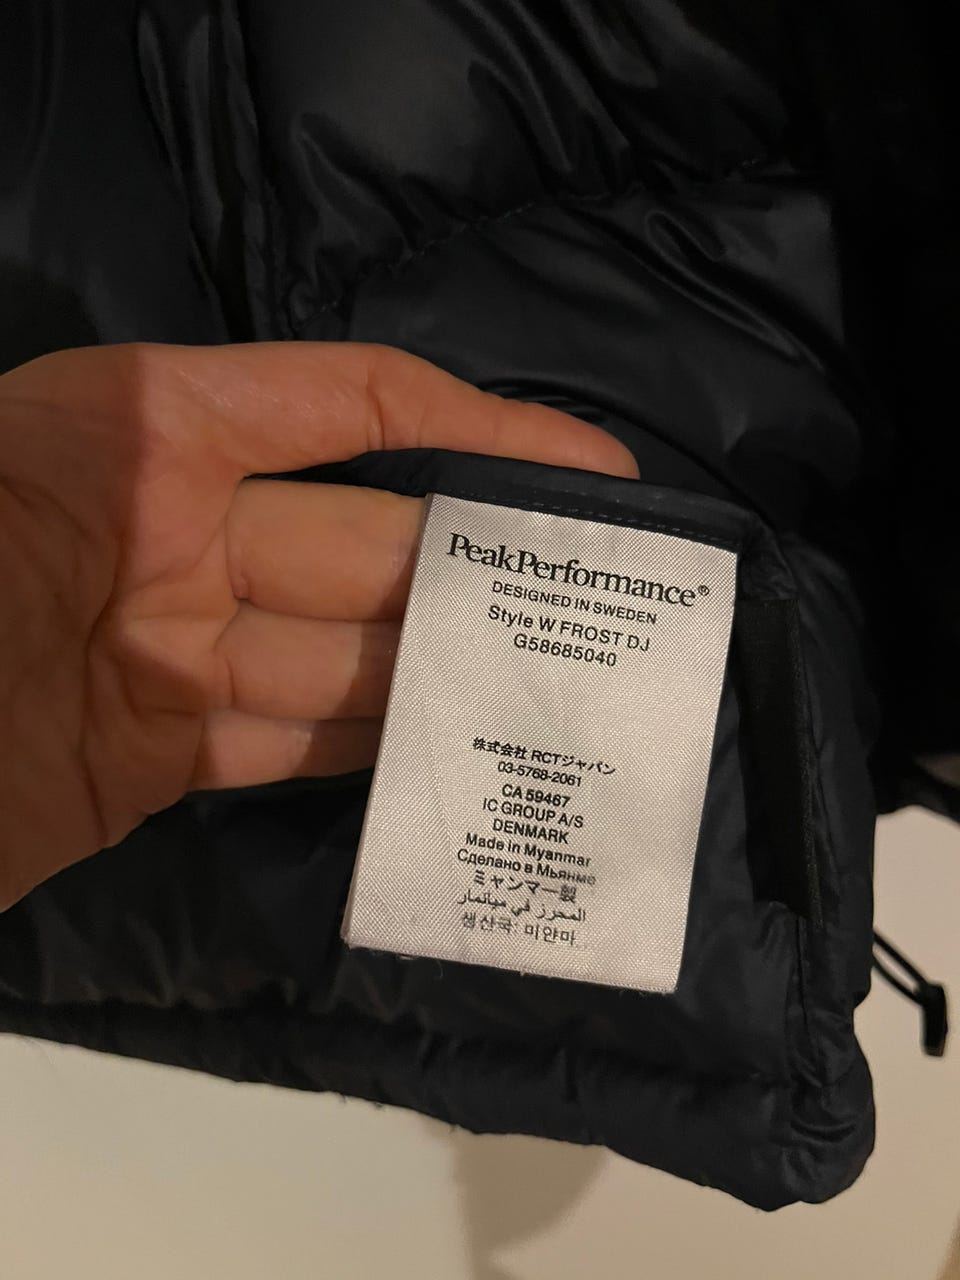 PeakPerformance®
DESIGNED IN SWEDEN
Style W FROST DJ
G58685040
株式会社 RCTジャパン
03-5768-2061
CA 59467
IC GROUP A/S
DENMARK
Made in Myanmar
Сделано в Мьянме
ミャンマー製
المحرز في ميانمار
생산국: 미얀마